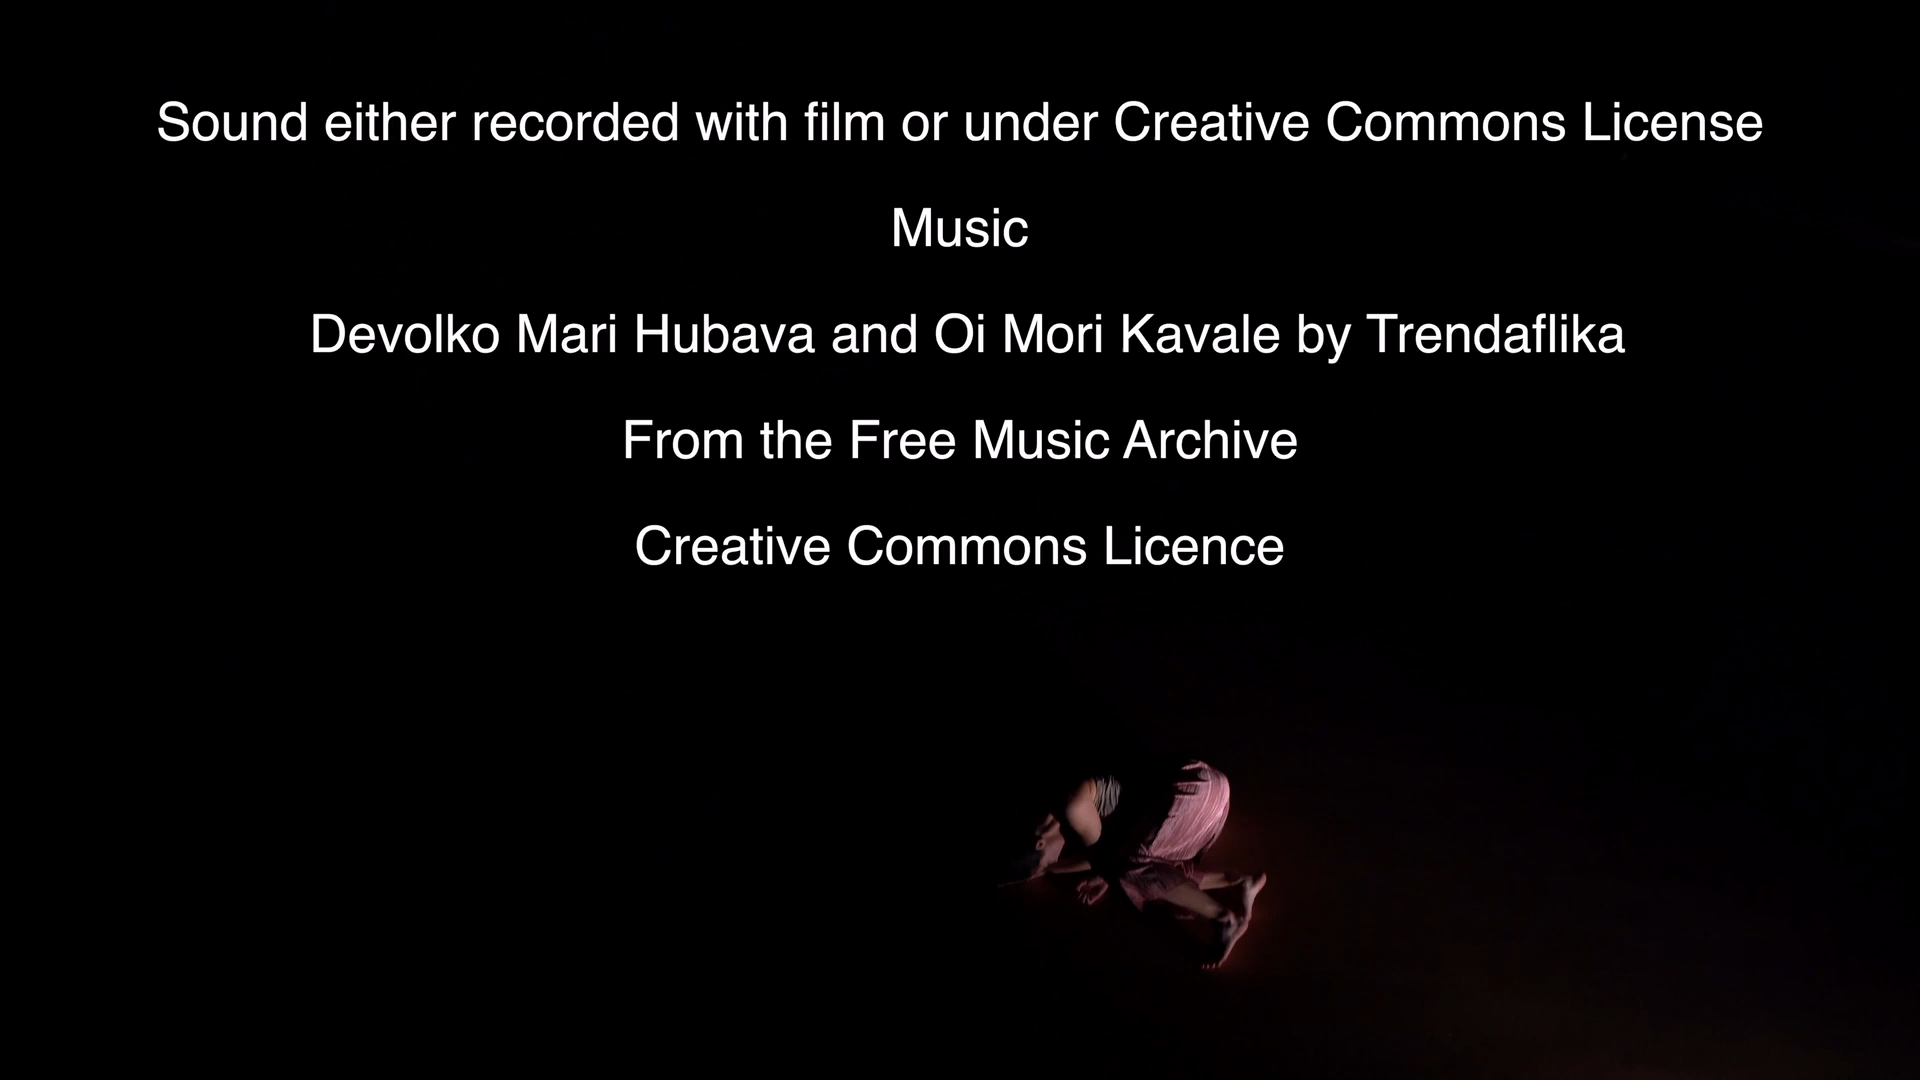 Sound either recorded with film or under Creative Commons License
Music
Devolko Mari Hubava and Oi Mori Kavale by Trendaflika
From the Free Music Archive
Creative Commons Licence